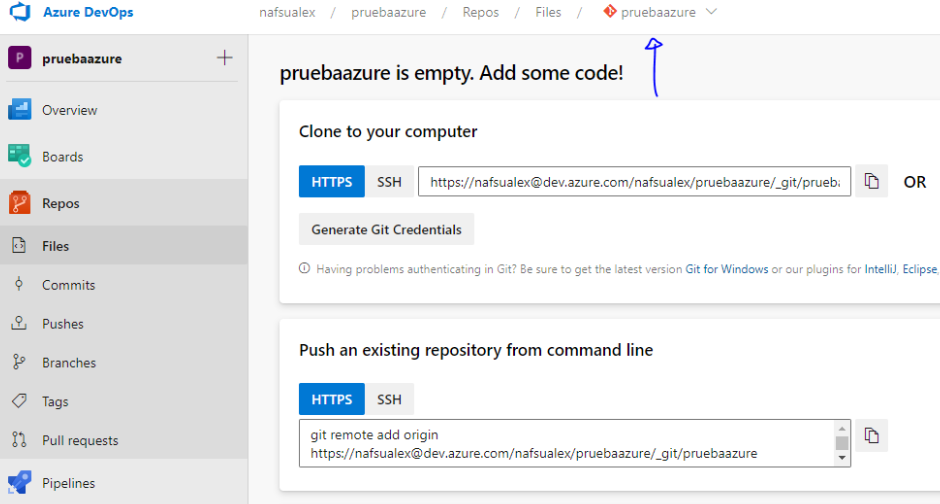 Azure DevOps
nafsualex / pruebaazure / Repos / Files / pruebaazure
P pruebaazure +
Overview
Boards
Repos
Files
Commits
Pushes
Branches
Tags
Pull requests
Pipelines
pruebaazure is empty. Add some code!
Clone to your computer
HTTPS SSH https://nafsualex@dev.azure.com/nafsualex/pruebaazure/_git/prueba OR
Generate Git Credentials
Having problems authenticating in Git? Be sure to get the latest version Git for Windows or our plugins for IntelliJ, Eclipse,
Push an existing repository from command line
HTTPS SSH
git remote add origin
https://nafsualex@dev.azure.com/nafsualex/pruebaazure/_git/pruebaazure